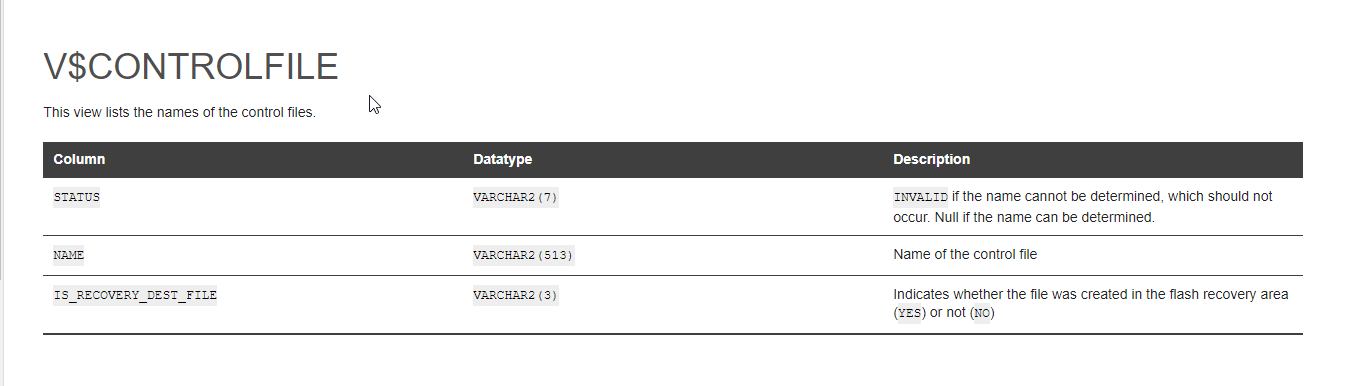 V$CONTROLFILE
This view lists the names of the control files.
Column Datatype Description
STATUS VARCHAR2(7) INVALID if the name cannot be determined, which should not
occur. Null if the name can be determined.
NAME VARCHAR2(513) Name of the control file
IS_RECOVERY_DEST_FILE VARCHAR2(3) Indicates whether the file was created in the flash recovery area
(YES) or not (NO)